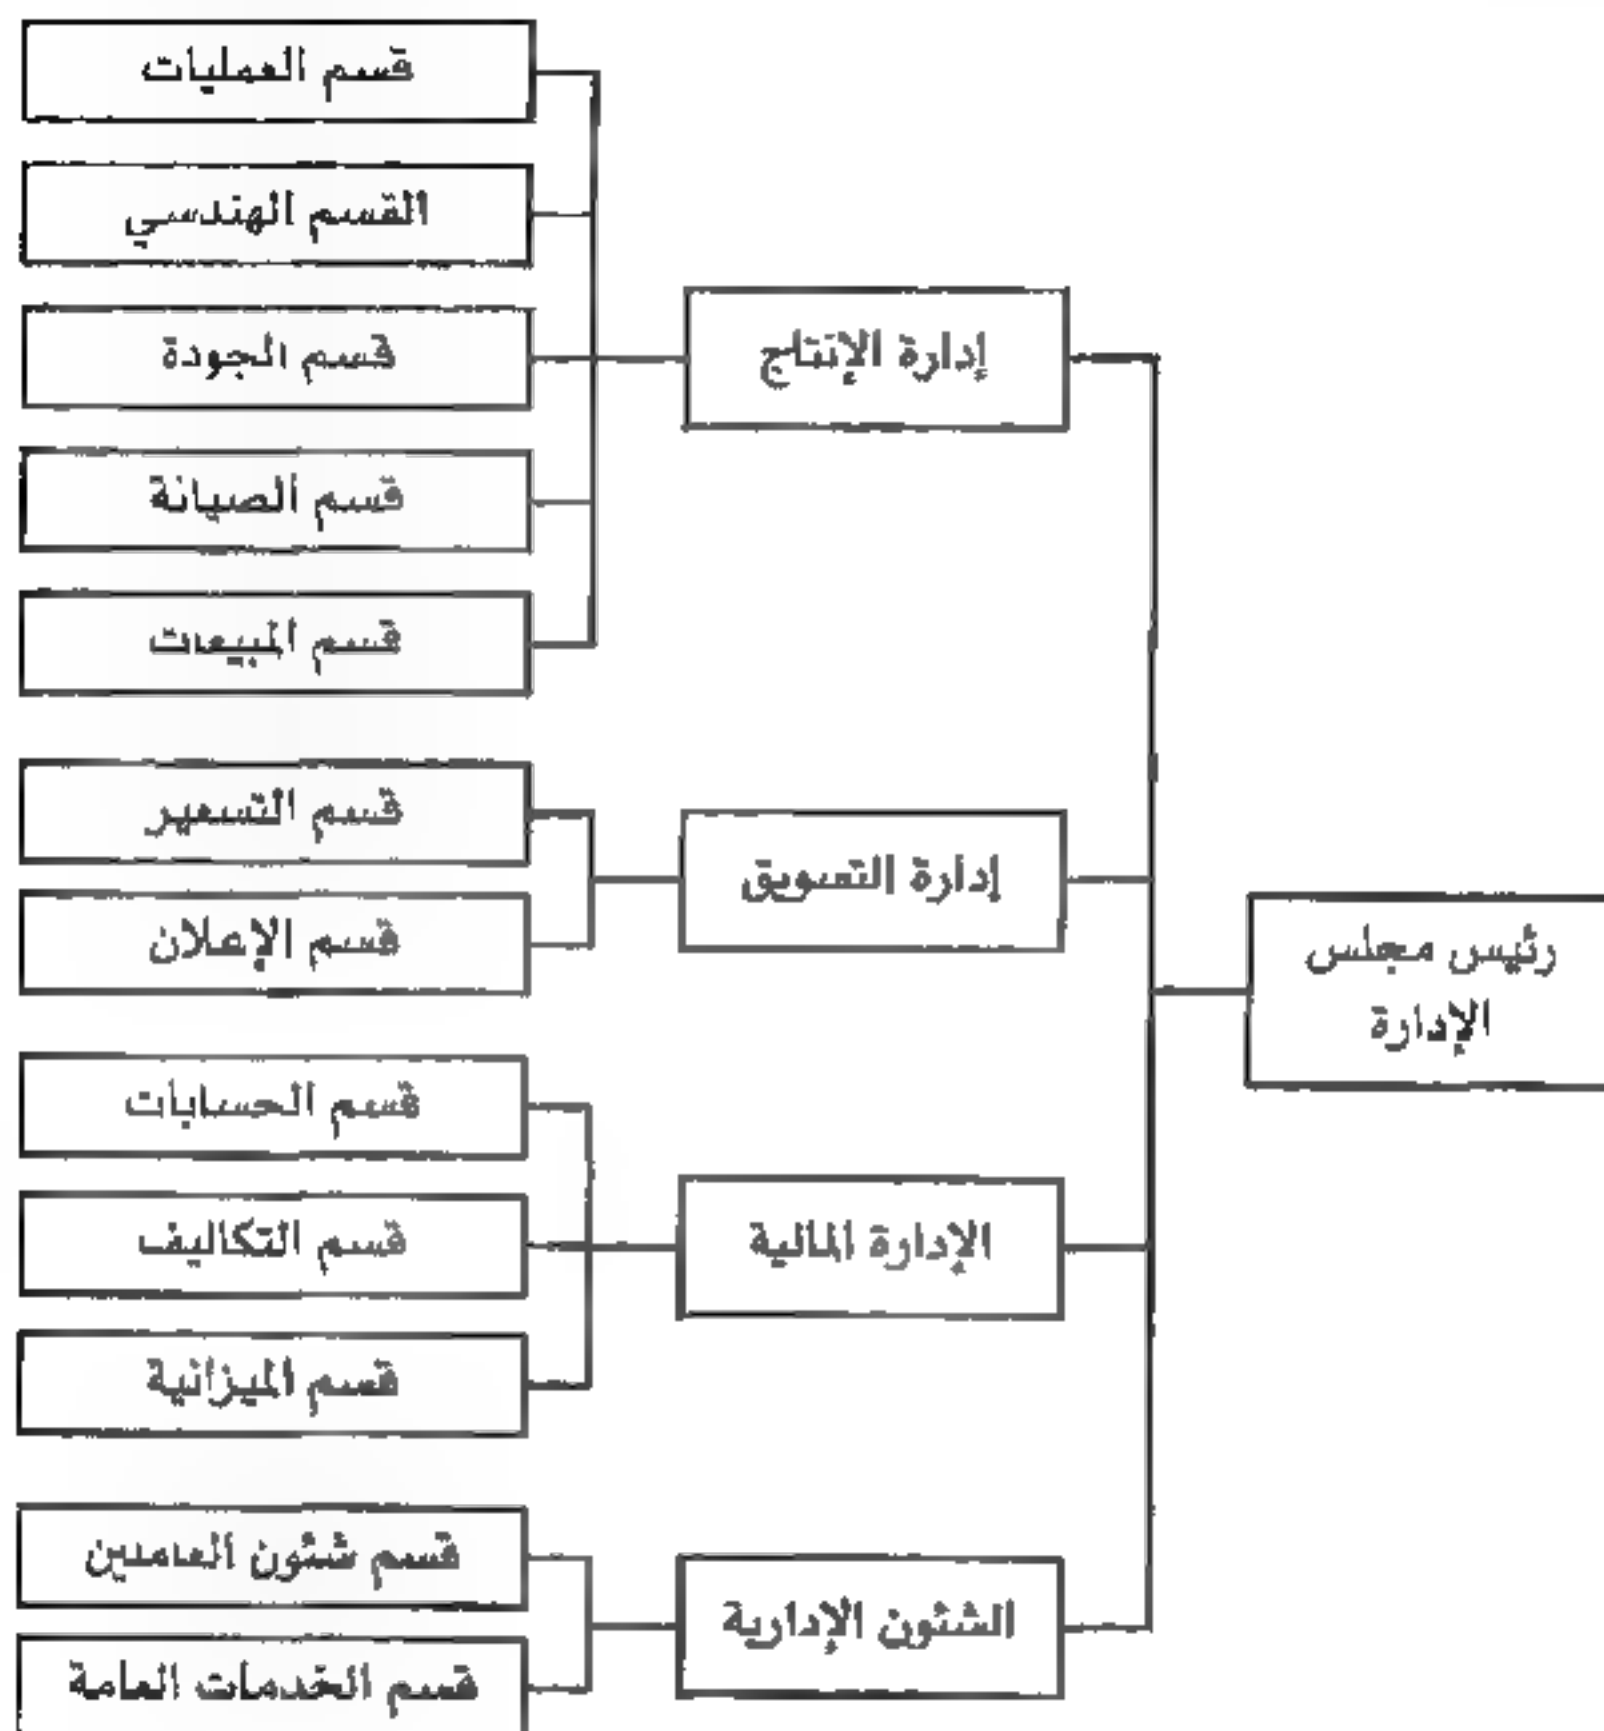 رئيس مجلس
الإدارة
إدارة الإنتاج
قسم العمليات
القسم الهندسي
قسم الجودة
قسم الصيانة
قسم المبيعات
إدارة التسويق
قسم التسعير
قسم الإعلان
الإدارة المالية
قسم الحسابات
قسم التكاليف
قسم الميزانية
الشئون الإدارية
قسم شئون العاملين
قسم الخدمات العامة